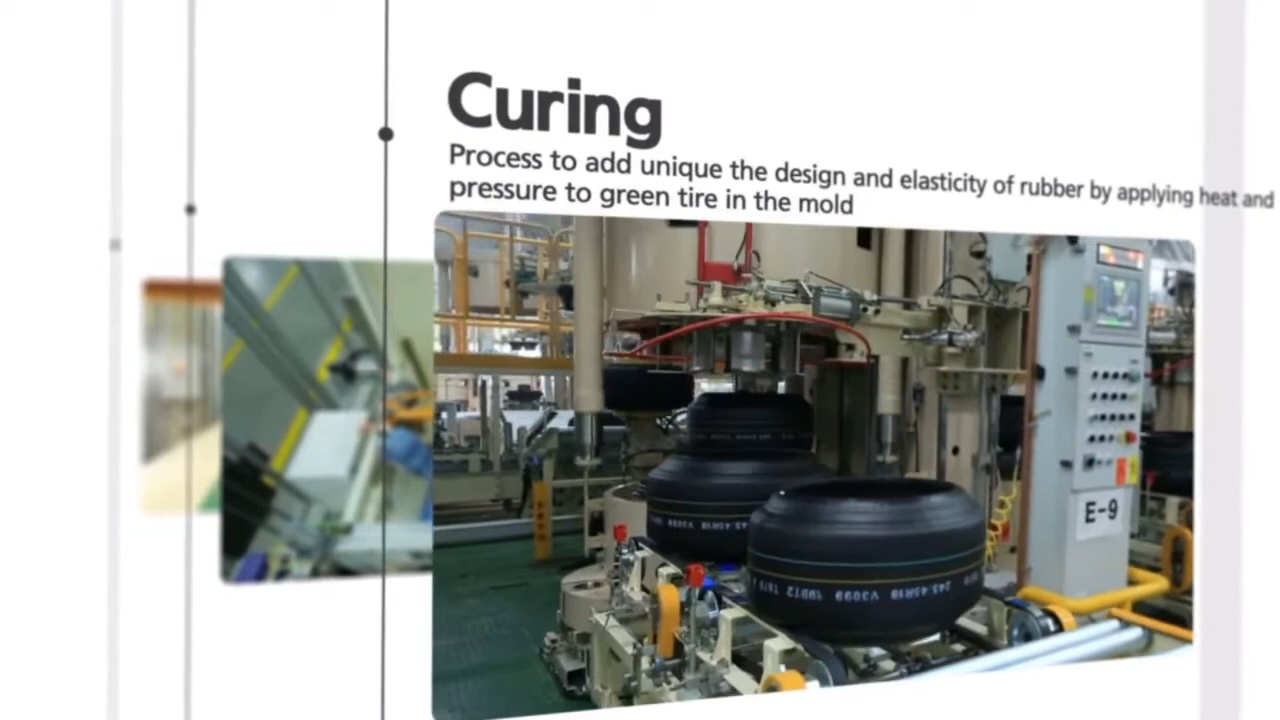 Curing
Process to add unique the design and elasticity of rubber by applying heat and
pressure to green tire in the mold
E-9